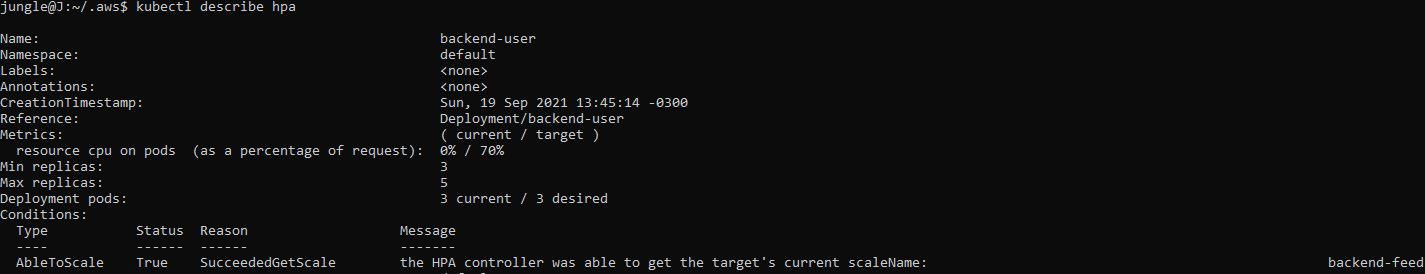 jungle@J:~/.aws$ kubectl describe hpa
Name: backend-user
Namespace: default
Labels: <none>
Annotations: <none>
CreationTimestamp: Sun, 19 Sep 2021 13:45:14 -0300
Reference: Deployment/backend-user
Metrics: ( current / target )
resource cpu on pods (as a percentage of request): 0% / 70%
Min replicas: 3
Max replicas: 5
Deployment pods: 3 current / 3 desired
Conditions:
Type Status Reason Message
---- ------ ------ -------
AbleToScale True SucceededGetScale the HPA controller was able to get the target's current scaleName: backend-feed